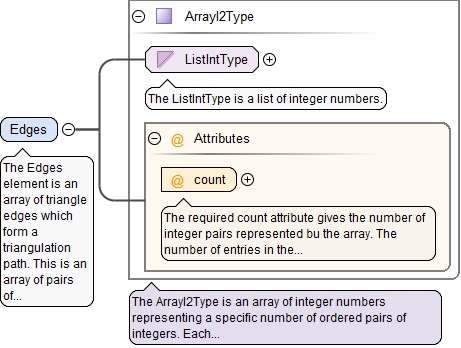 ArrayI2Type
ListIntType
The ListIntType is a list of integer numbers.
Edges
The Edges
element is an
array of triangle
edges which
form a
triangulation
path. This is an
array of pairs
of...
@ Attributes
@ count
The required count attribute gives the number of
integer pairs represented bu the array. The
number of entries in the...
The ArrayI2Type is an array of integer numbers
representing a specific number of ordered pairs of
integers. Each...